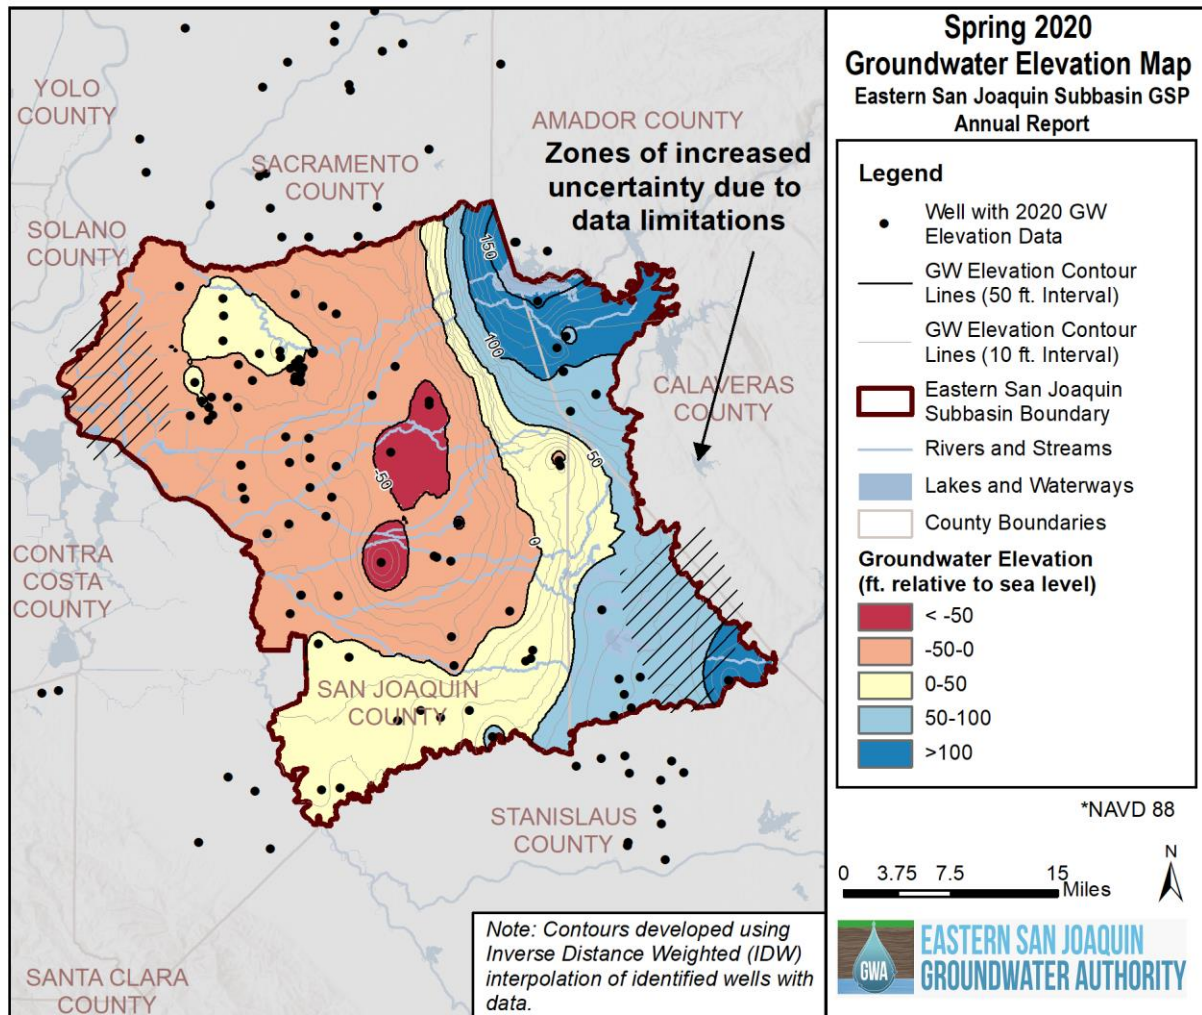 Spring 2020
Groundwater Elevation Map
Eastern San Joaquin Subbasin GSP
Annual Report
Legend
Well with 2020 GW
Elevation Data
GW Elevation Contour
Lines (50 ft. Interval)
GW Elevation Contour
Lines (10 ft. Interval)
Eastern San Joaquin
Subbasin Boundary
Rivers and Streams
Lakes and Waterways
County Boundaries
Groundwater Elevation
(ft. relative to sea level)
< -50
-50-0
0-50
50-100
>100
*NAVD 88
N
0 3.75 7.5 15
Miles
GWA
EASTERN SAN JOAQUIN
GROUNDWATER AUTHORITY
YOLO
COUNTY
AMADOR COUNTY
Zones of increased
uncertainty due to
data limitations
SACRAMENTO
COUNTY
SOLANO
COUNTY
150
100
CALAVERAS
COUNTY
50
-50
0
CONTRA
COSTA
COUNTY
SAN JOAQUIN
COUNTY
STANISLAUS
COUNTY
SANTA CLARA
COUNTY
Note: Contours developed using
Inverse Distance Weighted (IDW)
interpolation of identified wells with
data.